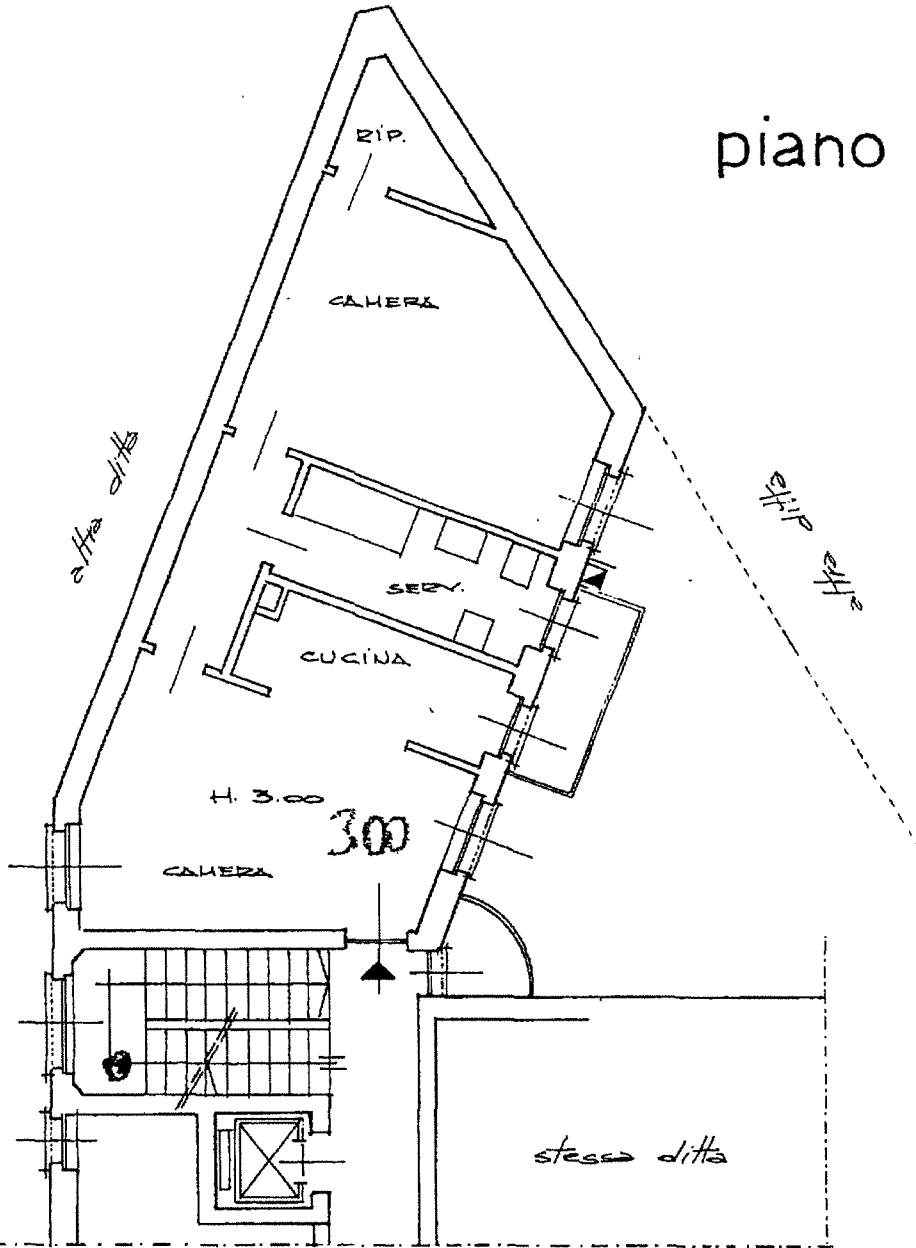 piano
RIP.
CAMERA
altra ditta
altra ditta
SERV.
CUCINA
H. 3.00
3.00
CAMERA
stessa ditta